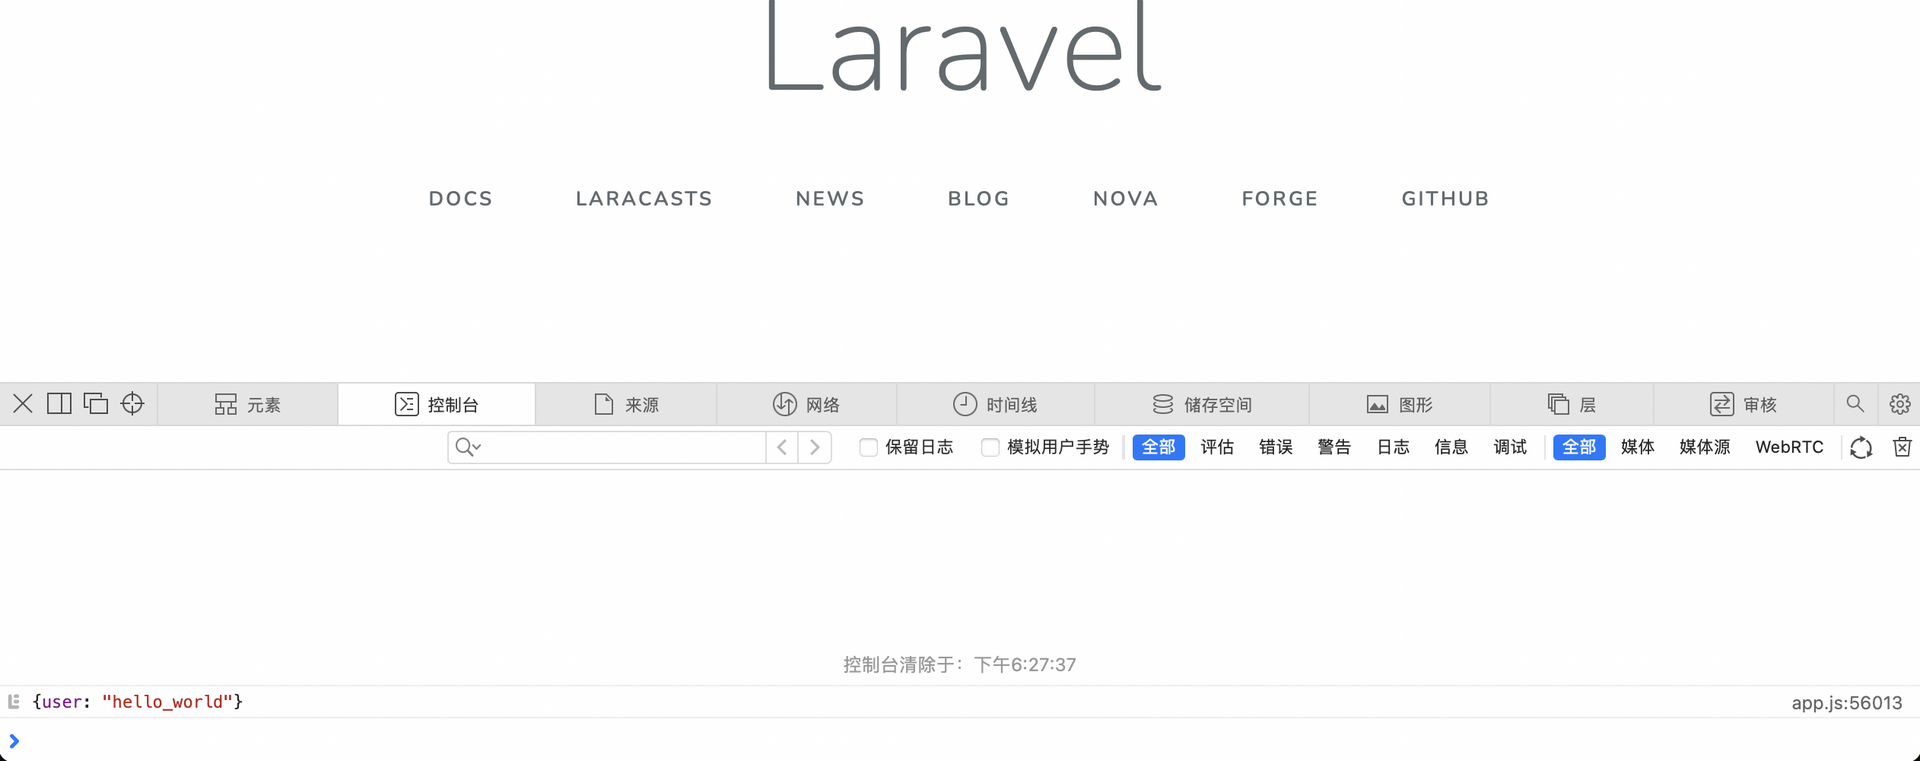 Laravel
DOCS LARACASTS NEWS BLOG NOVA FORGE GITHUB
元素 控制台 来源 网络 时间线 储存空间 图形 层 审核
保留日志 模拟用户手势 全部 评估 错误 警告 日志 信息 调试 全部 媒体 媒体源 WebRTC
控制台清除于：下午6:27:37
{user: "hello_world"} app.js:56013